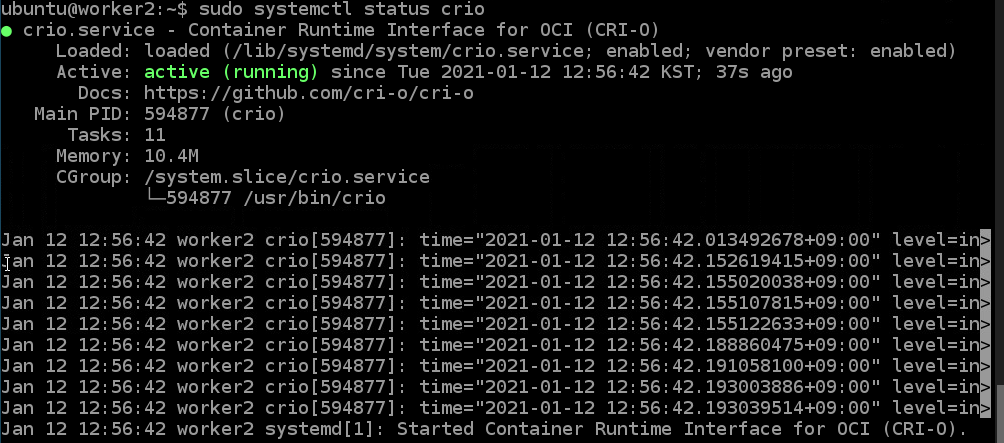 ubuntu@worker2:~$ sudo systemctl status crio
● crio.service - Container Runtime Interface for OCI (CRI-O)
Loaded: loaded (/lib/systemd/system/crio.service; enabled; vendor preset: enabled)
Active: active (running) since Tue 2021-01-12 12:56:42 KST; 37s ago
Docs: https://github.com/cri-o/cri-o
Main PID: 594877 (crio)
Tasks: 11
Memory: 10.4M
CGroup: /system.slice/crio.service
└─594877 /usr/bin/crio
Jan 12 12:56:42 worker2 crio[594877]: time="2021-01-12 12:56:42.013492678+09:00" level=in>
Jan 12 12:56:42 worker2 crio[594877]: time="2021-01-12 12:56:42.152619415+09:00" level=in>
Jan 12 12:56:42 worker2 crio[594877]: time="2021-01-12 12:56:42.155020038+09:00" level=in>
Jan 12 12:56:42 worker2 crio[594877]: time="2021-01-12 12:56:42.155107815+09:00" level=in>
Jan 12 12:56:42 worker2 crio[594877]: time="2021-01-12 12:56:42.155122633+09:00" level=in>
Jan 12 12:56:42 worker2 crio[594877]: time="2021-01-12 12:56:42.188860475+09:00" level=in>
Jan 12 12:56:42 worker2 crio[594877]: time="2021-01-12 12:56:42.191058100+09:00" level=in>
Jan 12 12:56:42 worker2 crio[594877]: time="2021-01-12 12:56:42.193003886+09:00" level=in>
Jan 12 12:56:42 worker2 crio[594877]: time="2021-01-12 12:56:42.193039514+09:00" level=in>
Jan 12 12:56:42 worker2 systemd[1]: Started Container Runtime Interface for OCI (CRI-O).